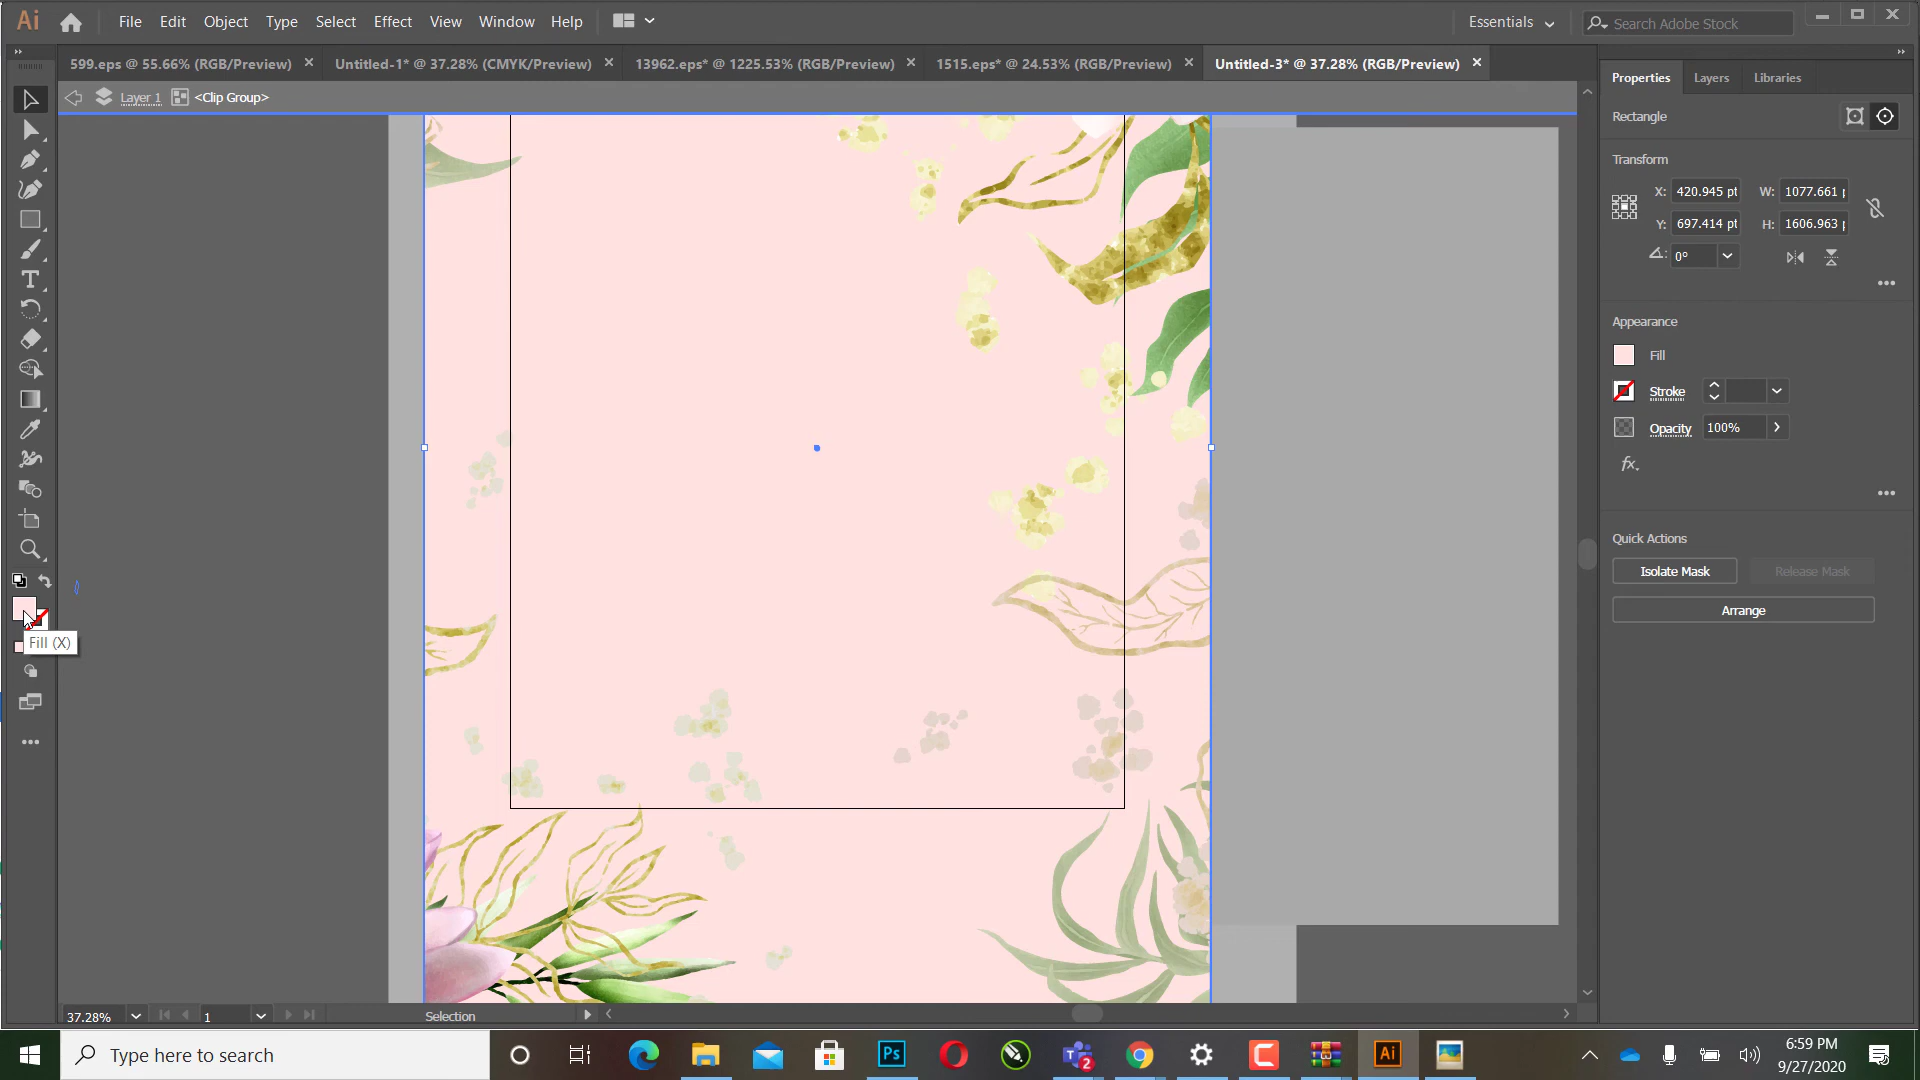 Ai File Edit Object Type Select Effect View Window Help Essentials Search Adobe Stock
599.eps @ 55.66% (RGB/Preview) × Untitled-1* @ 37.28% (CMYK/Preview) × 13962.eps* @ 1225.53% (RGB/Preview) × 1515.eps* @ 24.53% (RGB/Preview) × Untitled-3* @ 37.28% (RGB/Preview) ×
Layer 1 <Clip Group>
Properties Layers Libraries
Rectangle
Transform
X: 420.945 pt W: 1077.661 p
Y: 697.414 pt H: 1606.963 p
0°
Appearance
Fill
Stroke
Opacity 100%
fx.
Quick Actions
Isolate Mask Release Mask
Arrange
Fill (X)
37.28% 1 Selection
Type here to search
Ps
2
Ai
6:59 PM
9/27/2020